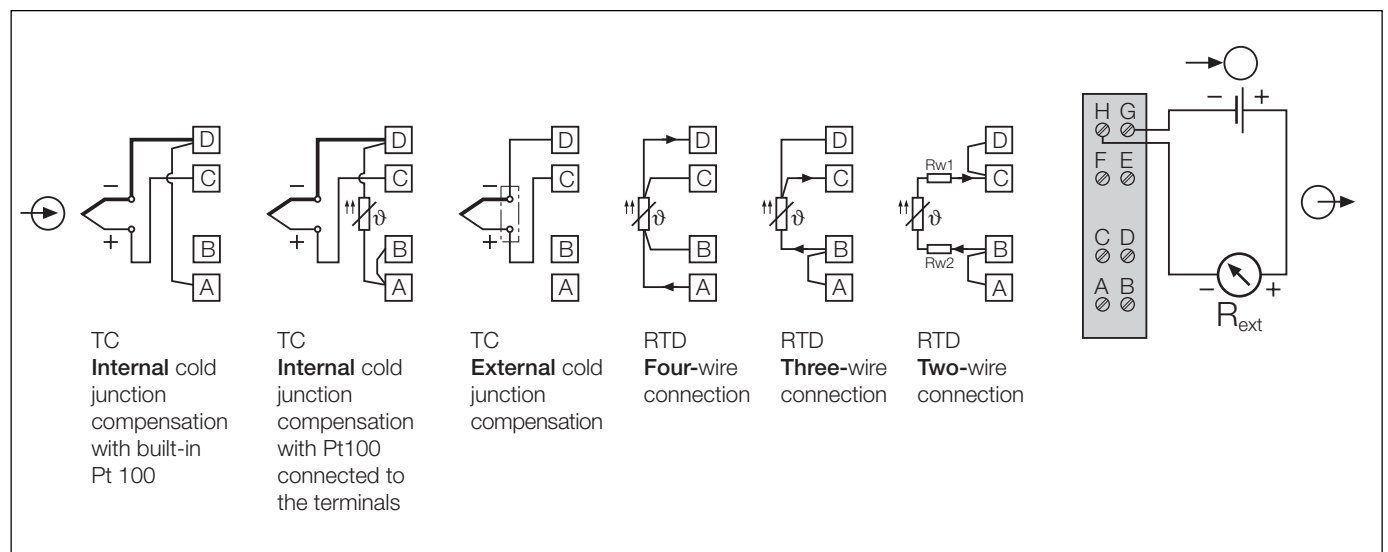 D
C
B
A
− +
D
C
B
A
− +
ϑ
D
C
B
A
− +
D
C
B
A
ϑ
D
C
B
A
ϑ
D
C
B
A
Rw1
ϑ
Rw2
− +
H G
F E
C D
A B
− +
Rext
TC
Internal cold
junction
compensation
with built-in
Pt 100
TC
Internal cold
junction
compensation
with Pt100
connected to
the terminals
TC
External cold
junction
compensation
RTD
Four-wire
connection
RTD
Three-wire
connection
RTD
Two-wire
connection